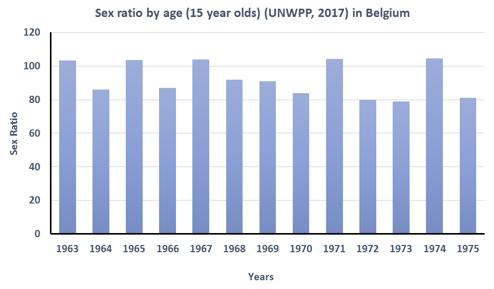 Sex ratio by age (15 year olds) (UNWPP, 2017) in Belgium
120
100
80
60
40
20
0
Sex Ratio
1963 1964 1965 1966 1967 1968 1969 1970 1971 1972 1973 1974 1975
Years